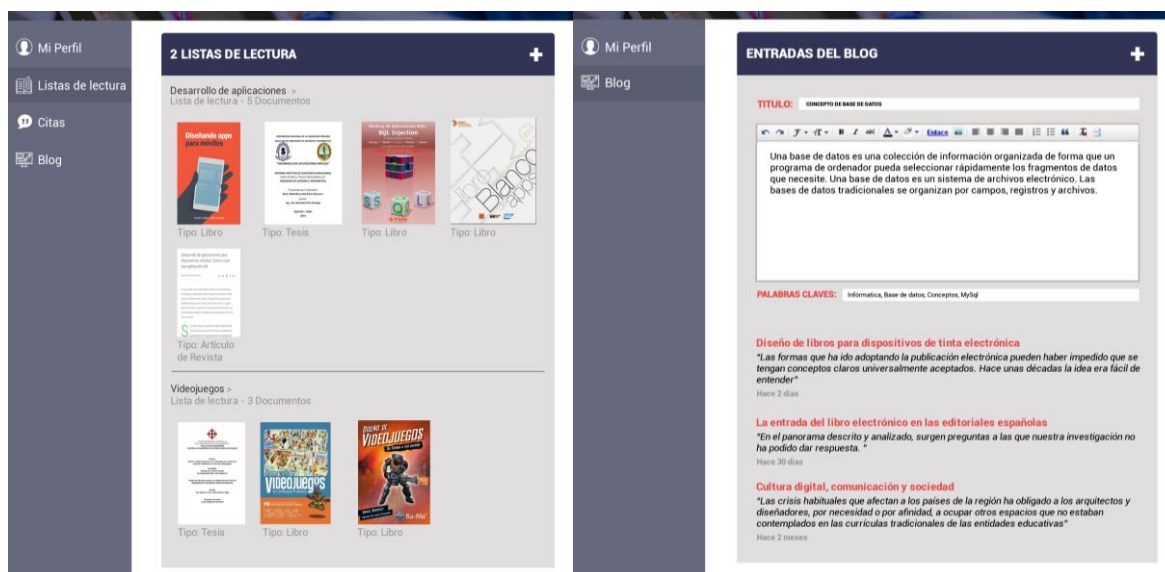 Mi Perfil
Listas de lectura
Citas
Blog
2 LISTAS DE LECTURA
Desarrollo de aplicaciones >
Lista de lectura - 5 Documentos
Diseñando apps
para móviles
SQL Injection
S S Q L
Blanco
Tipo: Libro
Tipo: Tesis
Tipo: Libro
Tipo: Libro
Tipo: Artículo
de Revista
Videojuegos >
Lista de lectura - 3 Documentos
VIDEOJUEGOS
DISEÑO DE
VIDEOJUEGOS
Ra-Ma
Tipo: Tesis
Tipo: Libro
Tipo: Libro
Mi Perfil
Blog
ENTRADAS DEL BLOG
TITULO: CONCEPTO DE BASE DE DATOS
Enlace
Una base de datos es una colección de información organizada de forma que un
programa de ordenador pueda seleccionar rápidamente los fragmentos de datos
que necesite. Una base de datos es un sistema de archivos electrónico. Las
bases de datos tradicionales se organizan por campos, registros y archivos.
PALABRAS CLAVES: Infórmatica, Base de datos, Conceptos, MySql
Diseño de libros para dispositivos de tinta electrónica
"Las formas que ha ido adoptando la publicación electrónica pueden haber impedido que se
tengan conceptos claros universalmente aceptados. Hace unas décadas la idea era fácil de
entender"
Hace 2 días
La entrada del libro electrónico en las editoriales españolas
"En el panorama descrito y analizado, surgen preguntas a las que nuestra investigación no
ha podido dar respuesta. "
Hace 30 días
Cultura digital, comunicación y sociedad
"Las crisis habituales que afectan a los países de la región ha obligado a los arquitectos y
diseñadores, por necesidad o por afinidad, a ocupar otros espacios que no estaban
contemplados en las currículas tradicionales de las entidades educativas"
Hace 2 meses